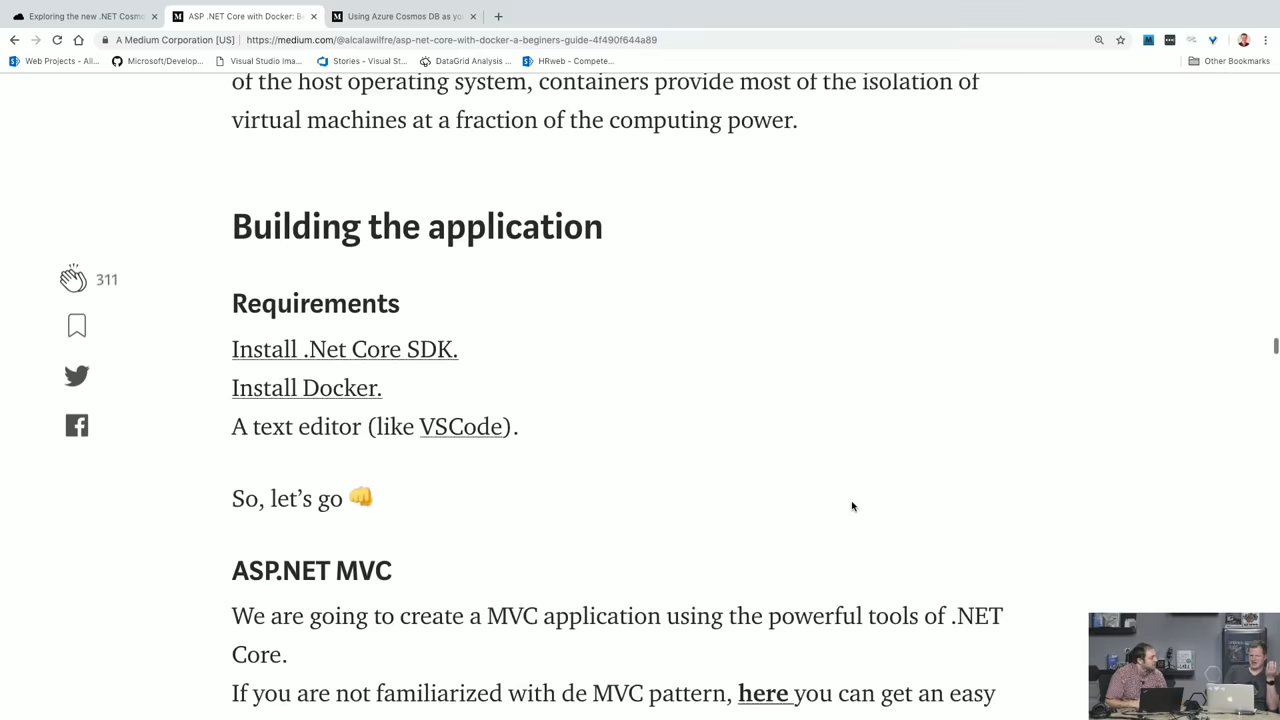 Exploring the new .NET Cosmo
ASP .NET Core with Docker: Be
Using Azure Cosmos DB as you
A Medium Corporation [US] | https://medium.com/@alcalawilfre/asp-net-core-with-docker-a-beginers-guide-4f490f644a89
Web Projects - All...
Microsoft/Develop...
Visual Studio Ima...
Stories - Visual St...
DataGrid Analysis ...
HRweb - Compete...
Other Bookmarks
of the host operating system, containers provide most of the isolation of
virtual machines at a fraction of the computing power.
Building the application
311
Requirements
Install .Net Core SDK.
Install Docker.
A text editor (like VSCode).
So, let's go 👊
ASP.NET MVC
We are going to create a MVC application using the powerful tools of .NET
Core.
If you are not familiarized with de MVC pattern, here you can get an easy